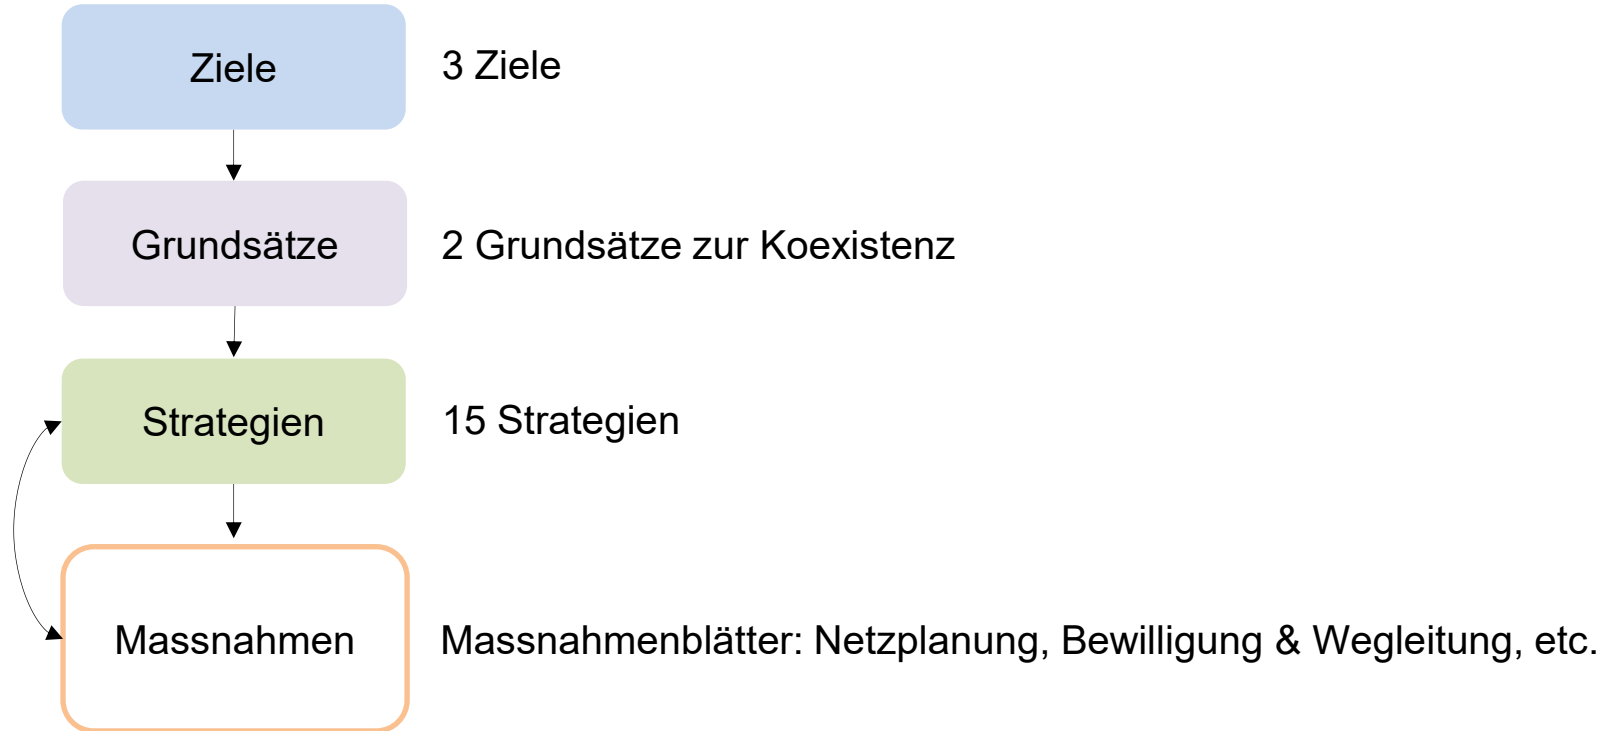 Ziele
3 Ziele
Grundsätze
2 Grundsätze zur Koexistenz
Strategien
15 Strategien
Massnahmen
Massnahmenblätter: Netzplanung, Bewilligung & Wegleitung, etc.